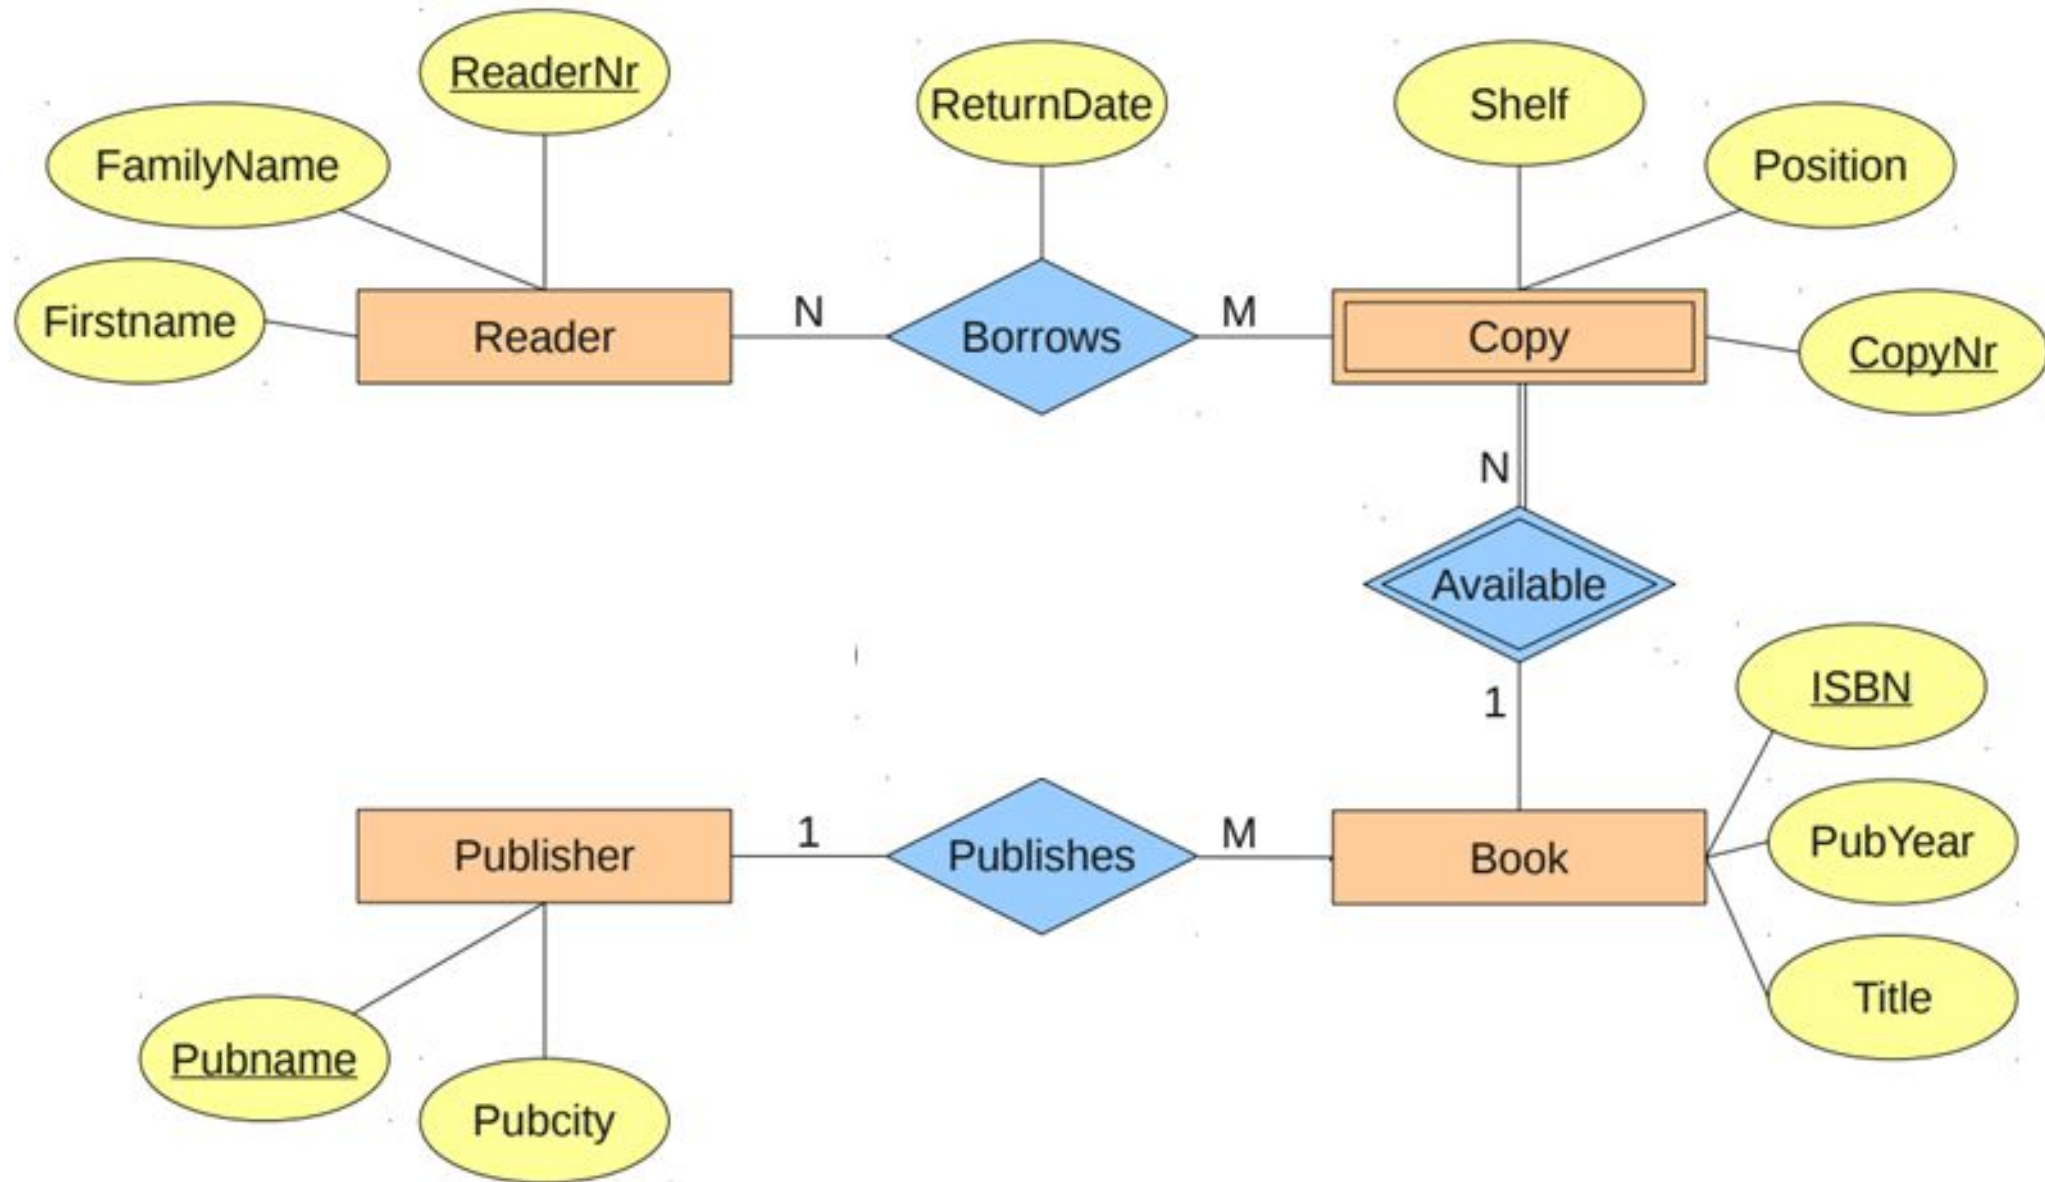 ReaderNr
ReturnDate
Shelf
FamilyName
Position
Firstname
Reader
N
Borrows
M
Copy
CopyNr
N
Available
ISBN
1
Publisher
1
Publishes
M
Book
PubYear
Title
Pubname
Pubcity